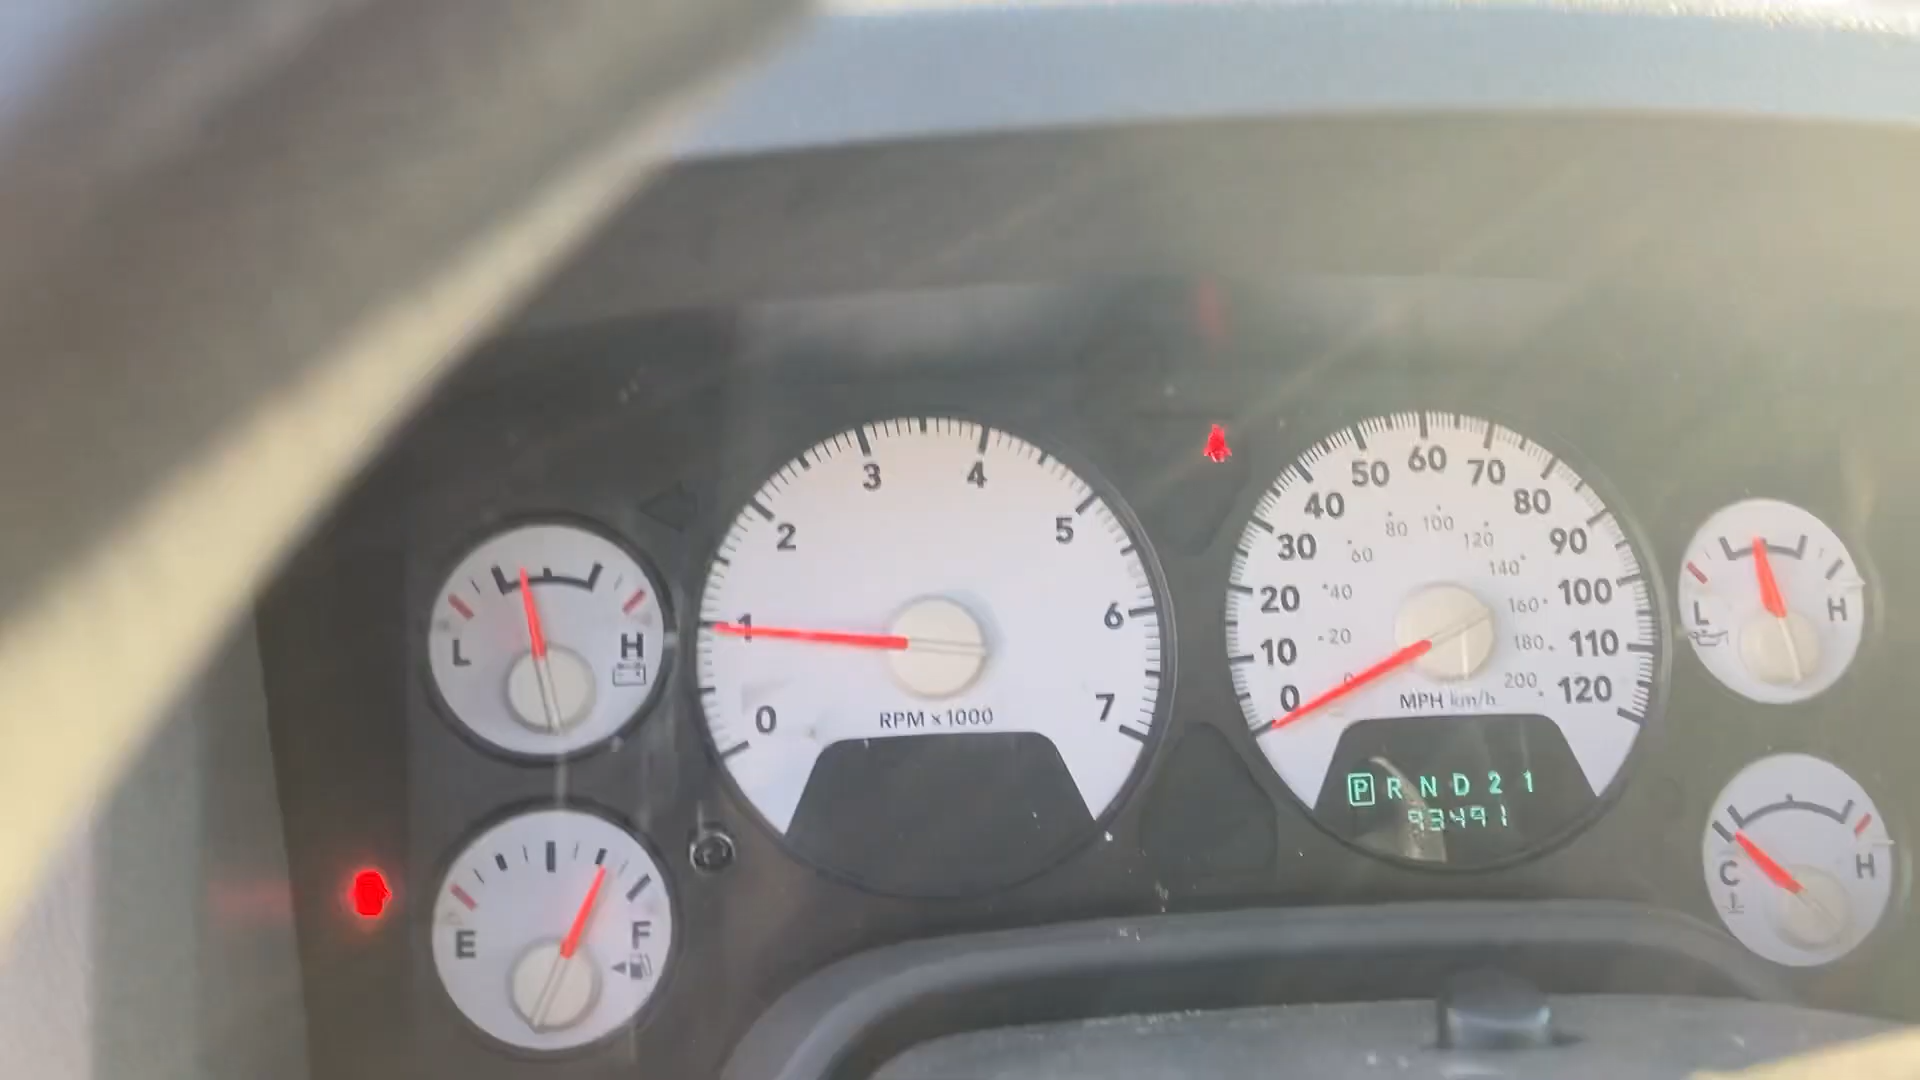 3 4
2 5
1 6
0 7
RPM x 1000
L H
E F
50 60 70
40 80
30 90
20 100
10 110
0 120
80 100 120
60 140
40 160
20 180
0 200
MPH km/h
P R N D 2 1
93491
L H
C H